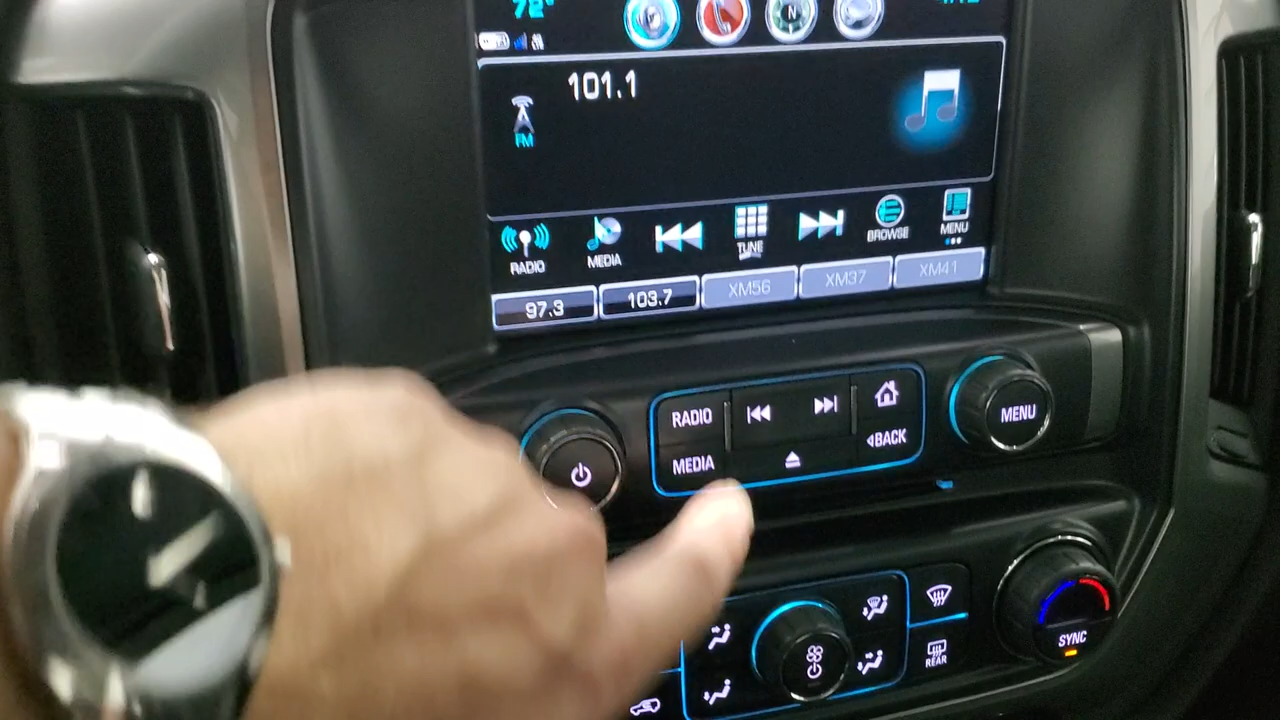 72°
101.1
FM
N
RADIO
MEDIA
TUNE
BROWSE
MENU
97.3
103.7
XM56
XM37
XM41
RADIO
MEDIA
BACK
MENU
REAR
SYNC